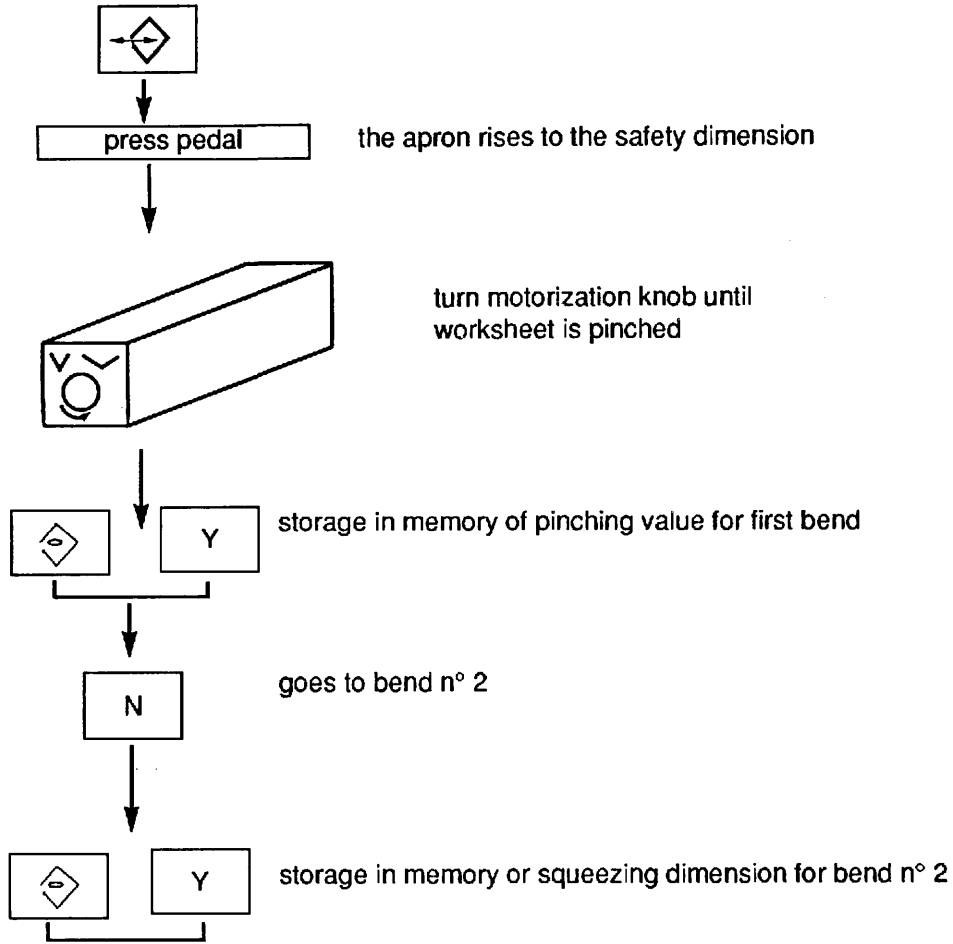 press pedal
the apron rises to the safety dimension
turn motorization knob until
worksheet is pinched
Y
storage in memory of pinching value for first bend
N
goes to bend n° 2
Y
storage in memory or squeezing dimension for bend n° 2